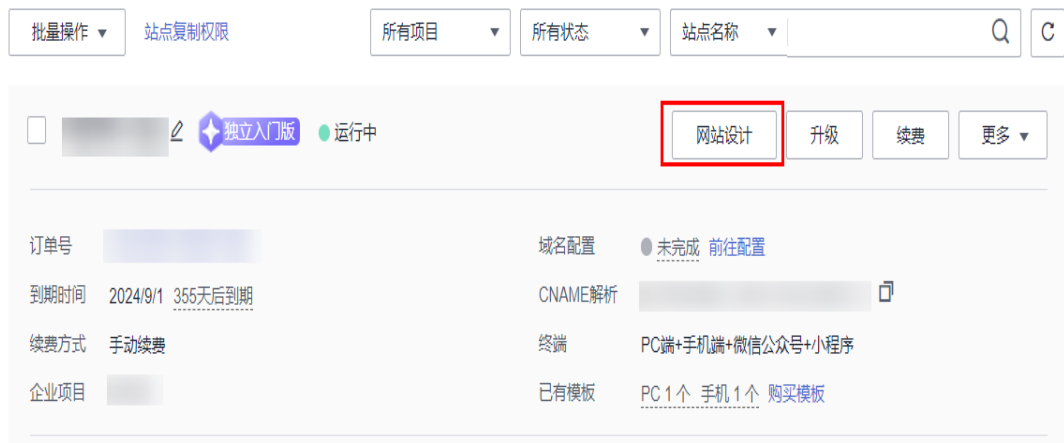 批量操作 站点复制权限 所有项目 所有状态 站点名称
独立入门版 运行中 网站设计 升级 续费 更多
订单号 域名配置 未完成 前往配置
到期时间 2024/9/1 355天后到期 CNAME解析
续费方式 手动续费 终端 PC端+手机端+微信公众号+小程序
企业项目 已有模板 PC 1 个 手机 1 个 购买模板